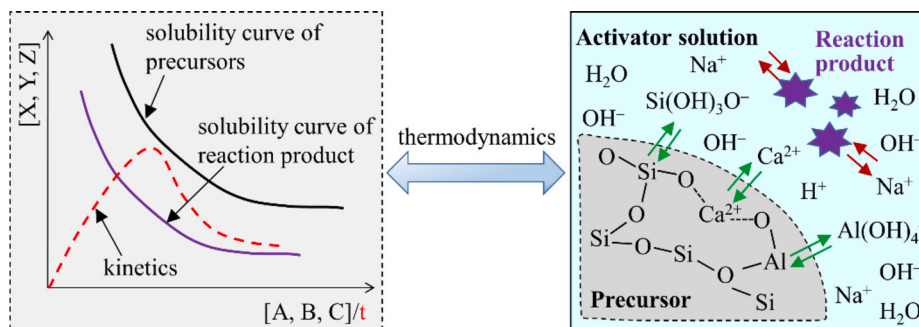 [X, Y, Z]
solubility curve of
precursors
solubility curve of
reaction product
kinetics
[A, B, C]/t
thermodynamics
Activator solution
Reaction
product
Na⁺
H₂O
Si(OH)₃O⁻
H₂O
OH⁻
OH⁻
OH⁻
Ca²⁺
H⁺
Na⁺
O
Si
O
O
Ca²⁺
O
Si
O
Si
O
Al
Si
Al(OH)₄⁻
Precursor
Na⁺
OH⁻
H₂O